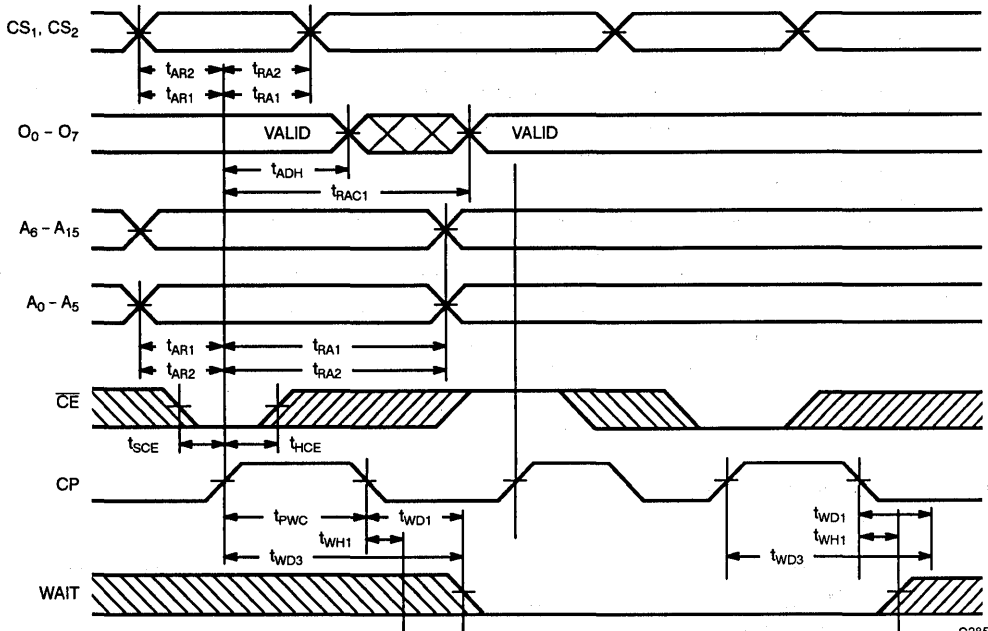 CS1, CS2
tAR2 tRA2
tAR1 tRA1
O0 – O7 VALID VALID
tADH
tRAC1
A6 – A15
A0 – A5
tAR1 tRA1
tAR2 tRA2
CE
tSCE tHCE
CP
tPWC tWD1 tWD1
tWH1 tWH1
tWD3 tWD3
WAIT